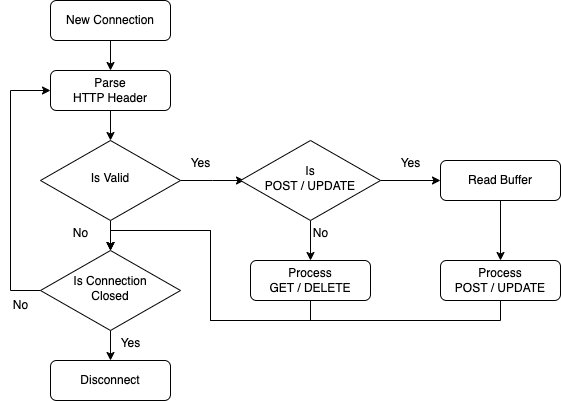 New Connection
Parse
HTTP Header
Is Valid
Yes
Is
POST / UPDATE
Yes
Read Buffer
No
No
Is Connection
Closed
Process
GET / DELETE
Process
POST / UPDATE
No
Yes
Disconnect